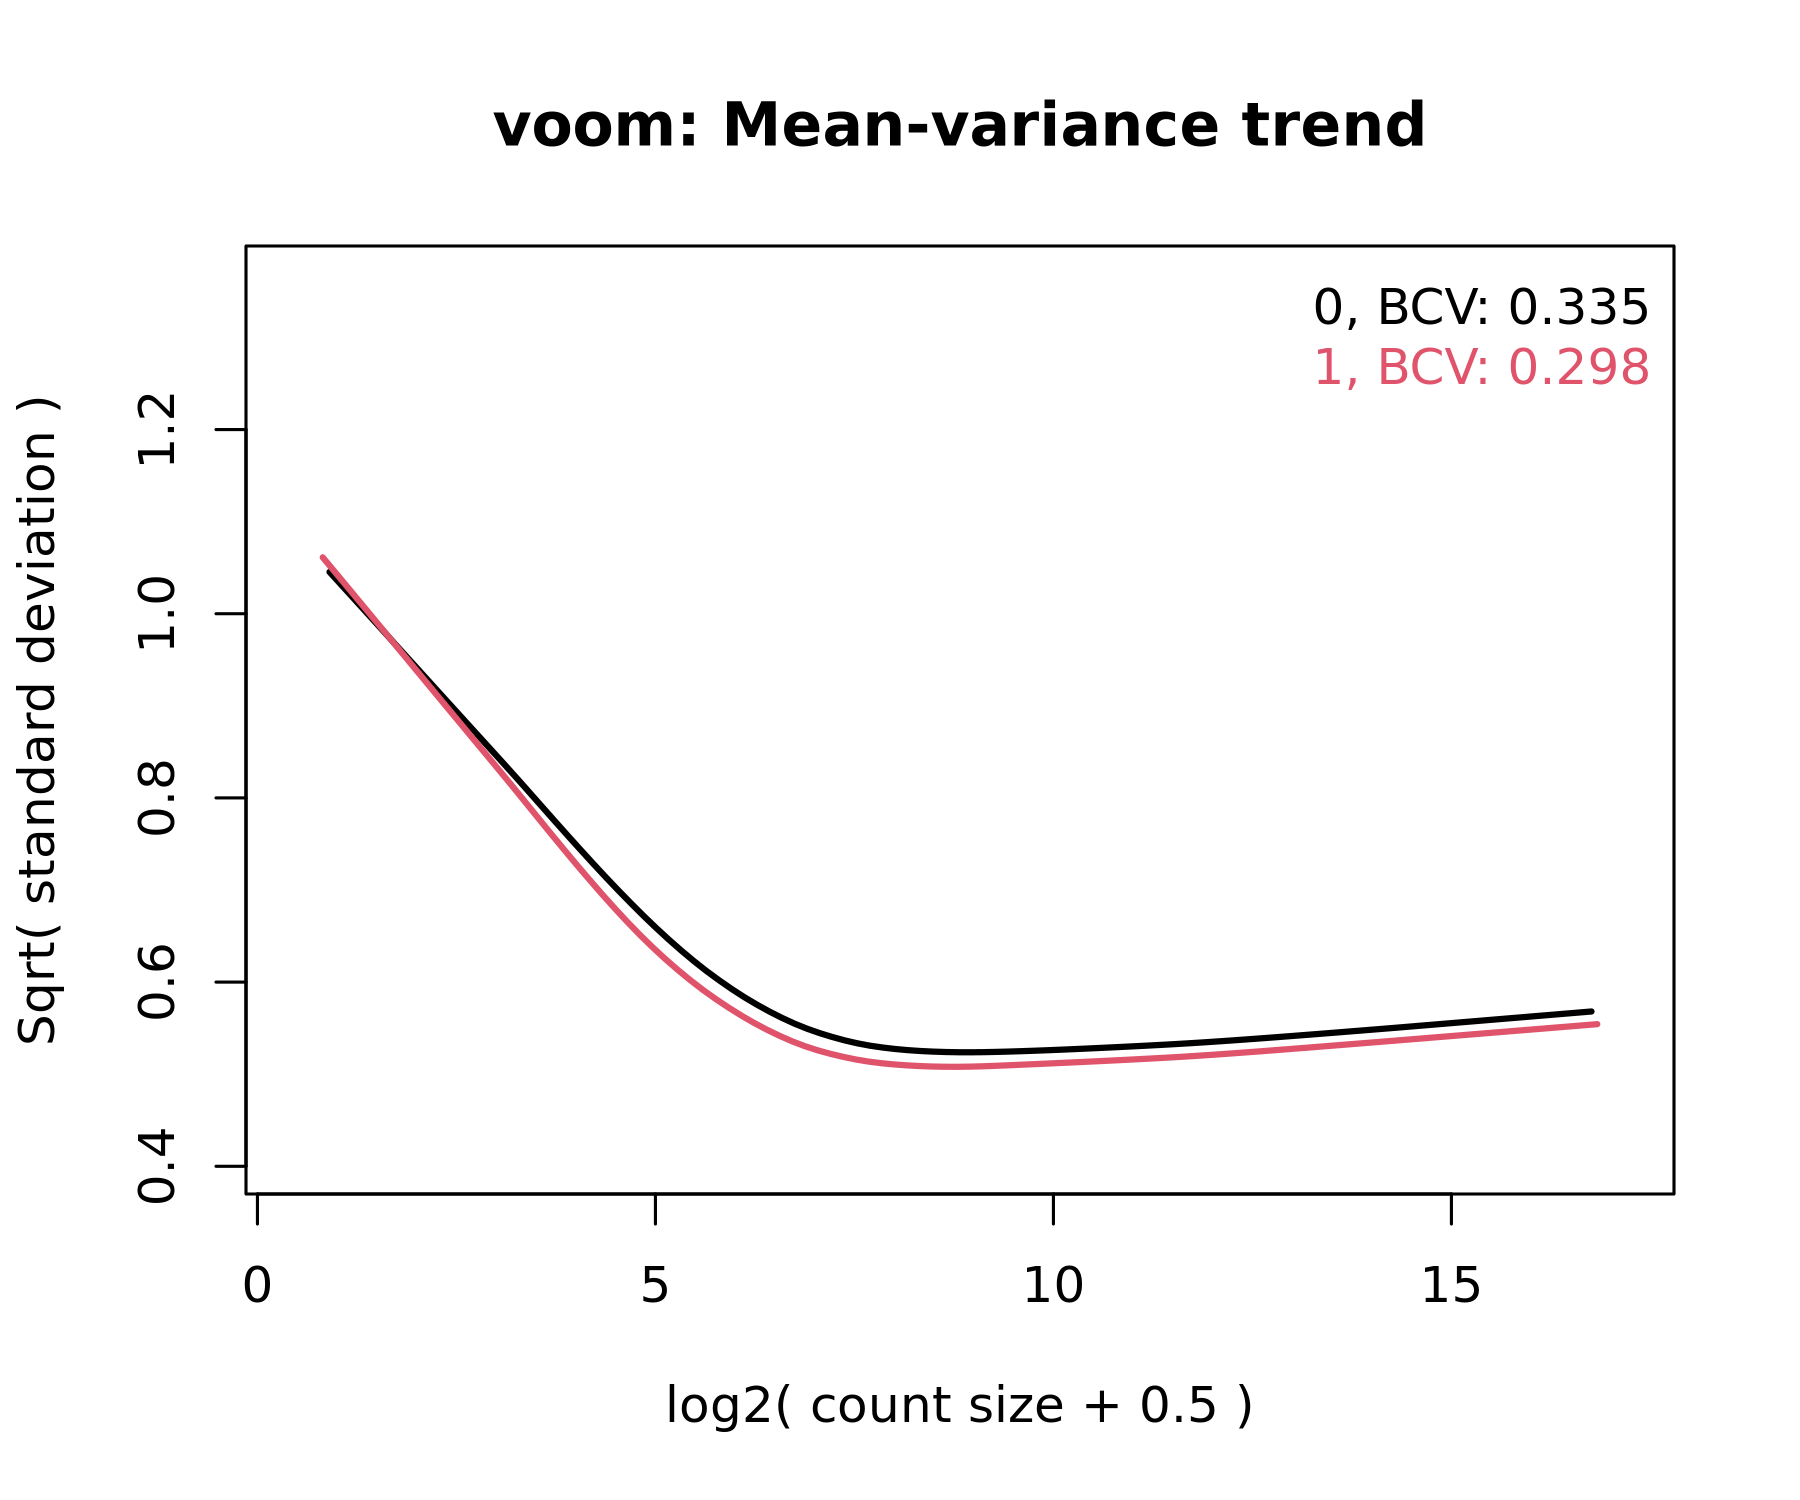 voom: Mean-variance trend
0, BCV: 0.335
1, BCV: 0.298
Sqrt( standard deviation )
1.2
1.0
0.8
0.6
0.4
0 5 10 15
log2( count size + 0.5 )